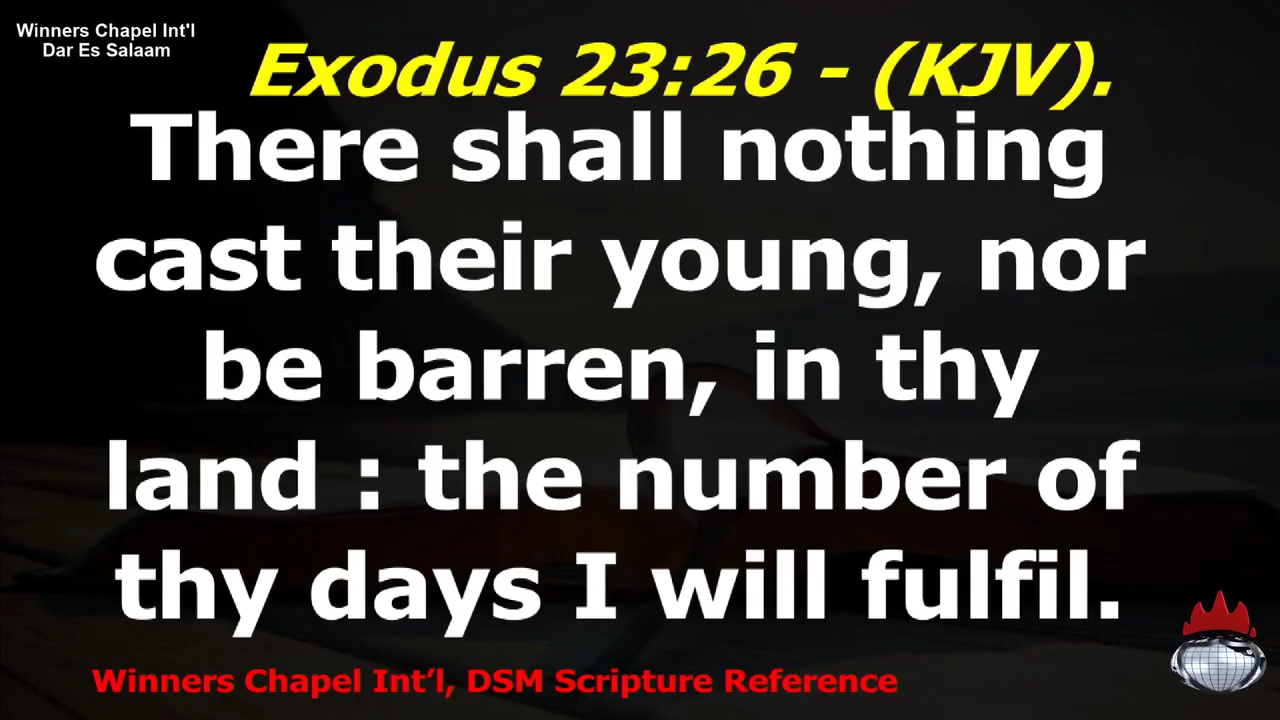 Winners Chapel Int'l
Dar Es Salaam
Exodus 23:26 - (KJV).
There shall nothing
cast their young, nor
be barren, in thy
land : the number of
thy days I will fulfil.
Winners Chapel Int’l, DSM Scripture Reference